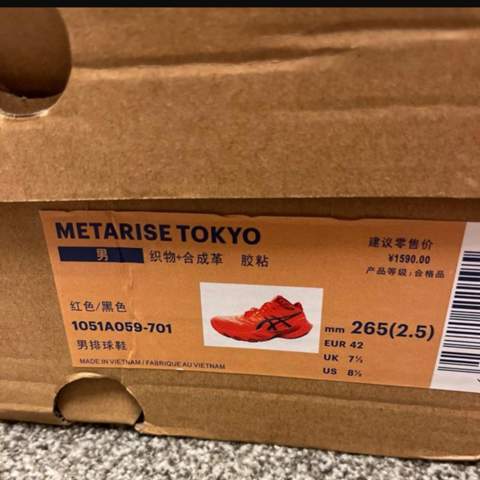 METARISE TOKYO
男 织物+合成革 胶粘
建议零售价
¥1590.00
产品等级:合格品
红色/黑色
1051A059-701
男排球鞋
MADE IN VIETNAM / FABRIQUE AU VIETNAM
mm 265(2.5)
EUR 42
UK 7½
US 8½